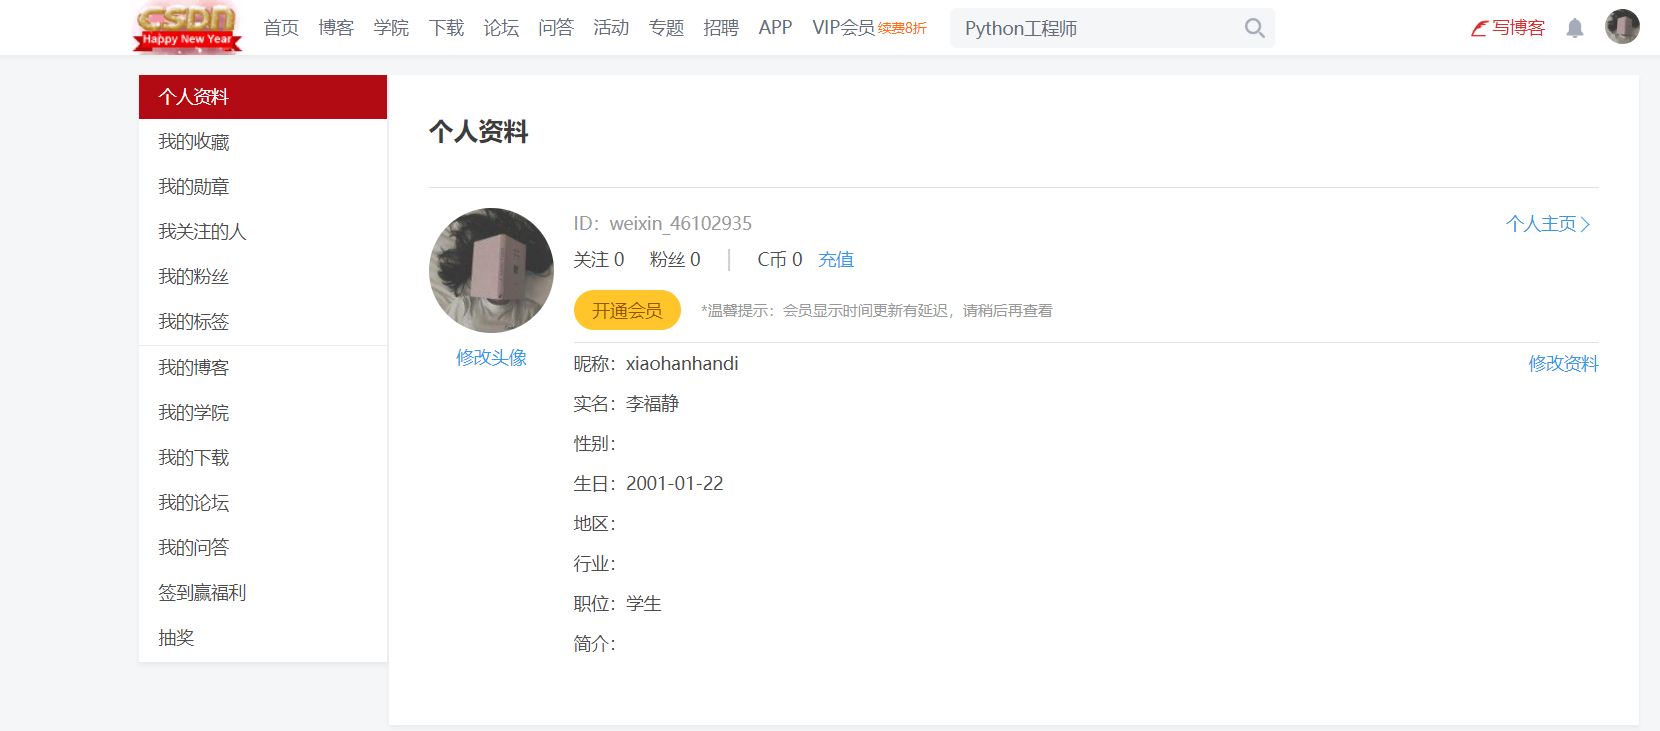 CSDN
Happy New Year
首页 博客 学院 下载 论坛 问答 活动 专题 招聘 APP VIP会员 续费8折 Python工程师 写博客
个人资料
我的收藏
我的勋章
我关注的人
我的粉丝
我的标签
我的博客
我的学院
我的下载
我的论坛
我的问答
签到赢福利
抽奖
个人资料
ID：weixin_46102935 个人主页
关注 0 粉丝 0 C币 0 充值
开通会员 *温馨提示：会员显示时间更新有延迟，请稍后再查看
修改头像
昵称：xiaohanhandi 修改资料
实名：李福静
性别：
生日：2001-01-22
地区：
行业：
职位：学生
简介：